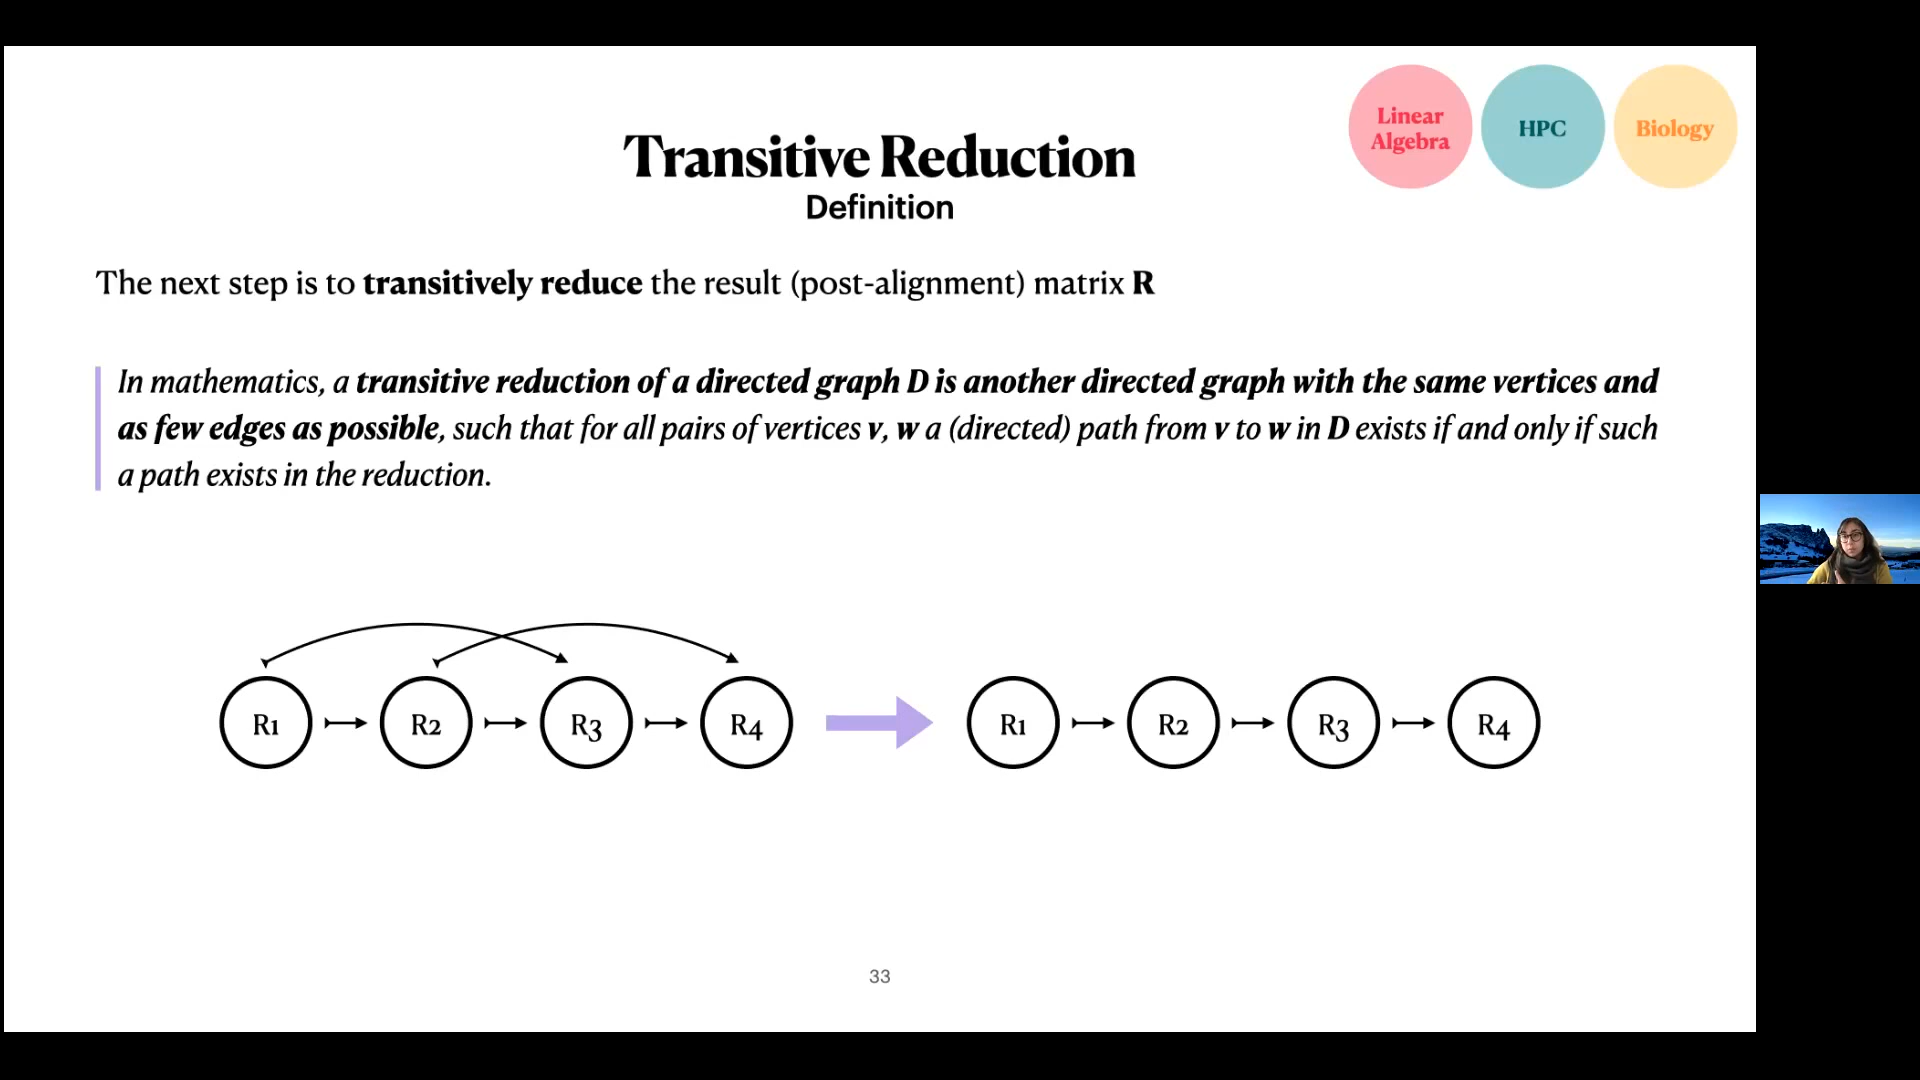 Linear
Algebra
HPC
Biology
Transitive Reduction
Definition
The next step is to transitively reduce the result (post-alignment) matrix R
In mathematics, a transitive reduction of a directed graph D is another directed graph with the same vertices and
as few edges as possible, such that for all pairs of vertices v, w a (directed) path from v to w in D exists if and only if such
a path exists in the reduction.
R1 R2 R3 R4 R1 R2 R3 R4
33